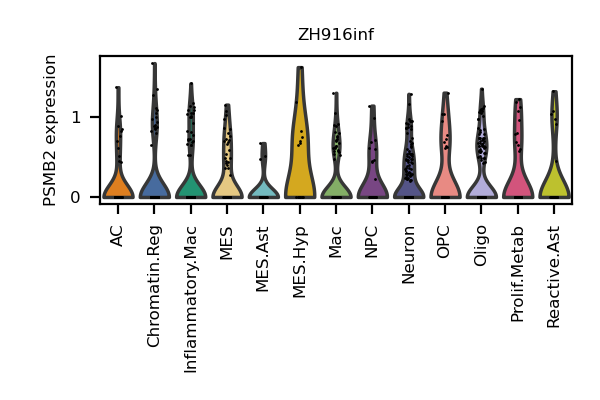 ZH916inf
PSMB2 expression
1
0
AC
Chromatin.Reg
Inflammatory.Mac
MES
MES.Ast
MES.Hyp
Mac
NPC
Neuron
OPC
Oligo
Prolif.Metab
Reactive.Ast